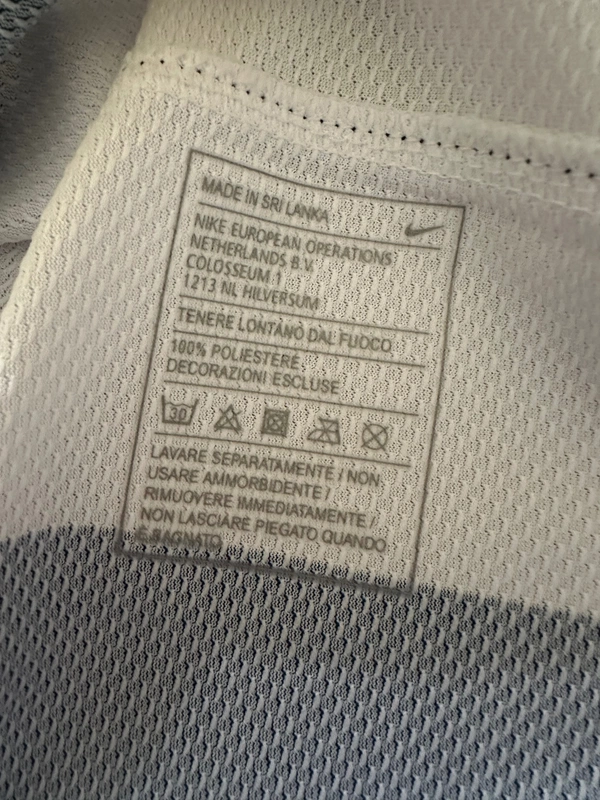 MADE IN SRI LANKA
NIKE EUROPEAN OPERATIONS
NETHERLANDS B.V.
COLOSSEUM 1
1213 NL HILVERSUM
TENERE LONTANO DAL FUOCO
100% POLIESTERE
DECORAZIONI ESCLUSE
30
LAVARE SEPARATAMENTE / NON
USARE AMMORBIDENTE /
RIMUOVERE IMMEDIATAMENTE /
NON LASCIARE PIEGATO QUANDO
È BAGNATO